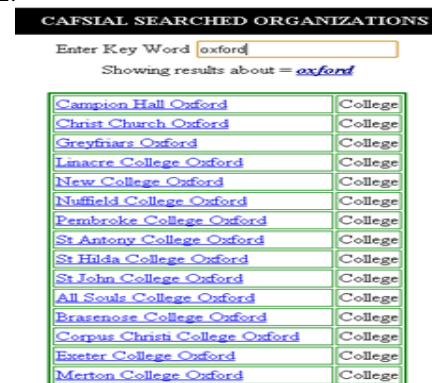 CAFSIAL SEARCHED ORGANIZATIONS
Enter Key Word oxford
Showing results about = oxford
Campion Hall Oxford College
Christ Church Oxford College
Greyfriars Oxford College
Linacre College Oxford College
New College Oxford College
Nuffield College Oxford College
Pembroke College Oxford College
St Antony College Oxford College
St Hilda College Oxford College
St John College Oxford College
All Souls College Oxford College
Brasenose College Oxford College
Corpus Christi College Oxford College
Exeter College Oxford College
Merton College Oxford College